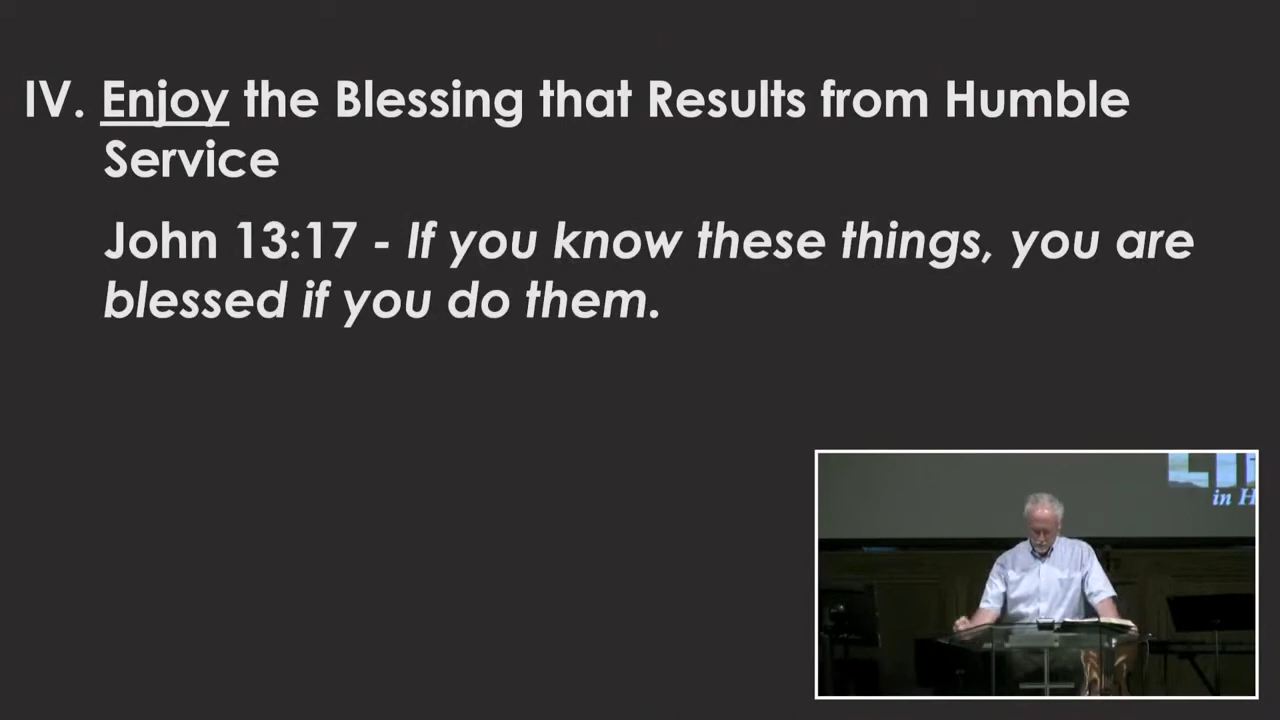 IV. Enjoy the Blessing that Results from Humble
Service
John 13:17 - If you know these things, you are
blessed if you do them.
in H